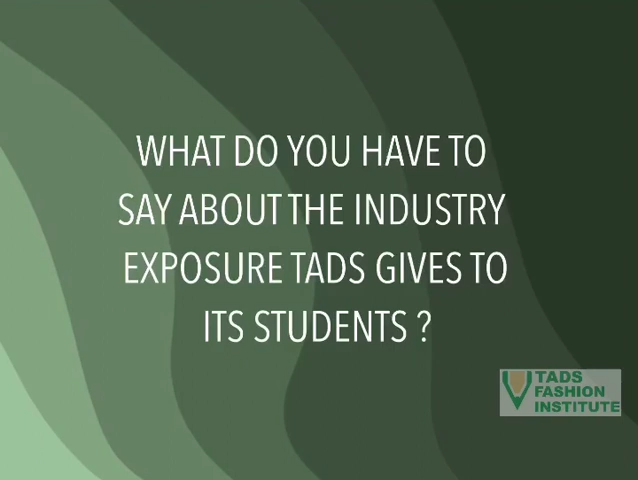 WHAT DO YOU HAVE TO
SAY ABOUT THE INDUSTRY
EXPOSURE TADS GIVES TO
ITS STUDENTS ?
TADS
FASHION
INSTITUTE